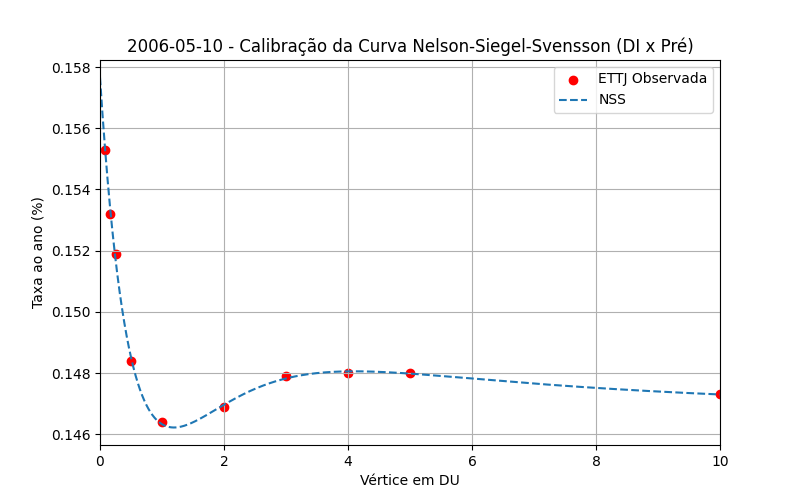 2006-05-10 - Calibração da Curva Nelson-Siegel-Svensson (DI x Pré)
ETTJ Observada
NSS
Taxa ao ano (%)
0.158
0.156
0.154
0.152
0.150
0.148
0.146
0 2 4 6 8 10
Vértice em DU